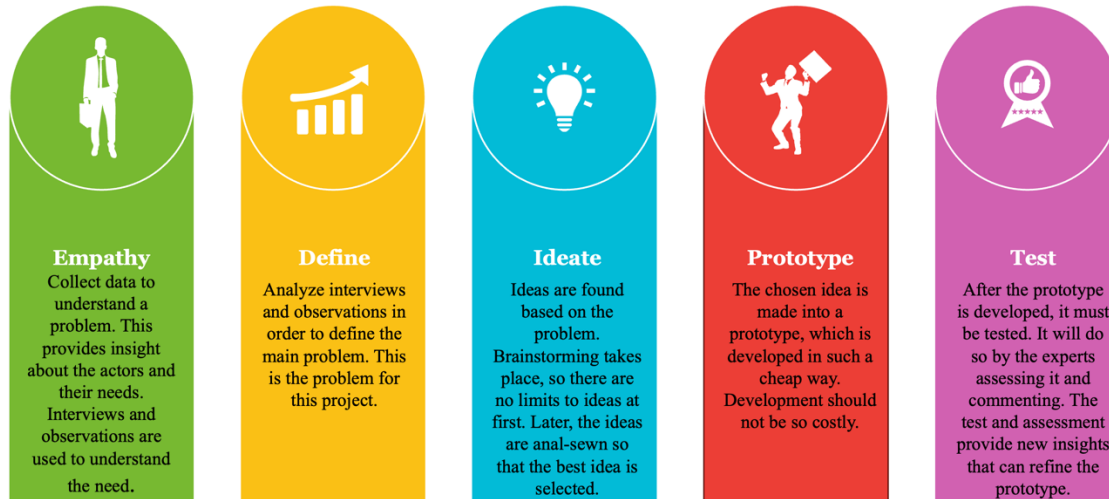 Empathy
Collect data to
understand a
problem. This
provides insight
about the actors and
their needs.
Interviews and
observations are
used to understand
the need.
Define
Analyze interviews
and observations in
order to define the
main problem. This
is the problem for
this project.
Ideate
Ideas are found
based on the
problem.
Brainstorming takes
place, so there are
no limits to ideas at
first. Later, the ideas
are anal-sewn so
that the best idea is
selected.
Prototype
The chosen idea is
made into a
prototype, which is
developed in such a
cheap way.
Development should
not be so costly.
Test
After the prototype
is developed, it must
be tested. It will do
so by the experts
assessing it and
commenting. The
test and assessment
provide new insights
that can refine the
prototype.